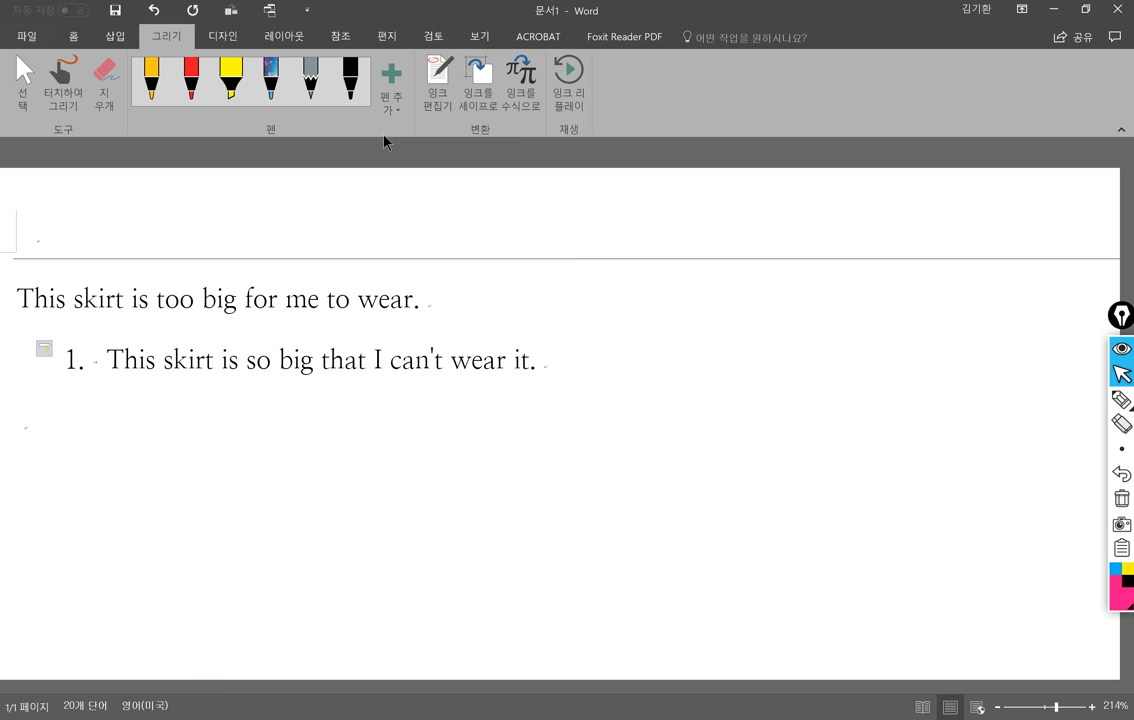 자동 저장
문서1 - Word
김기환
파일 홈 삽입 그리기 디자인 레이아웃 참조 편지 검토 보기 ACROBAT Foxit Reader PDF 어떤 작업을 원하시나요? 공유
선택
터치하여 그리기
지우개
펜 추가
잉크 편집기
잉크를 셰이프로
잉크를 수식으로
잉크 리플레이
도구 펜 변환 재생
This skirt is too big for me to wear.
1. This skirt is so big that I can't wear it.
1/1 페이지 20개 단어 영어(미국) 214%